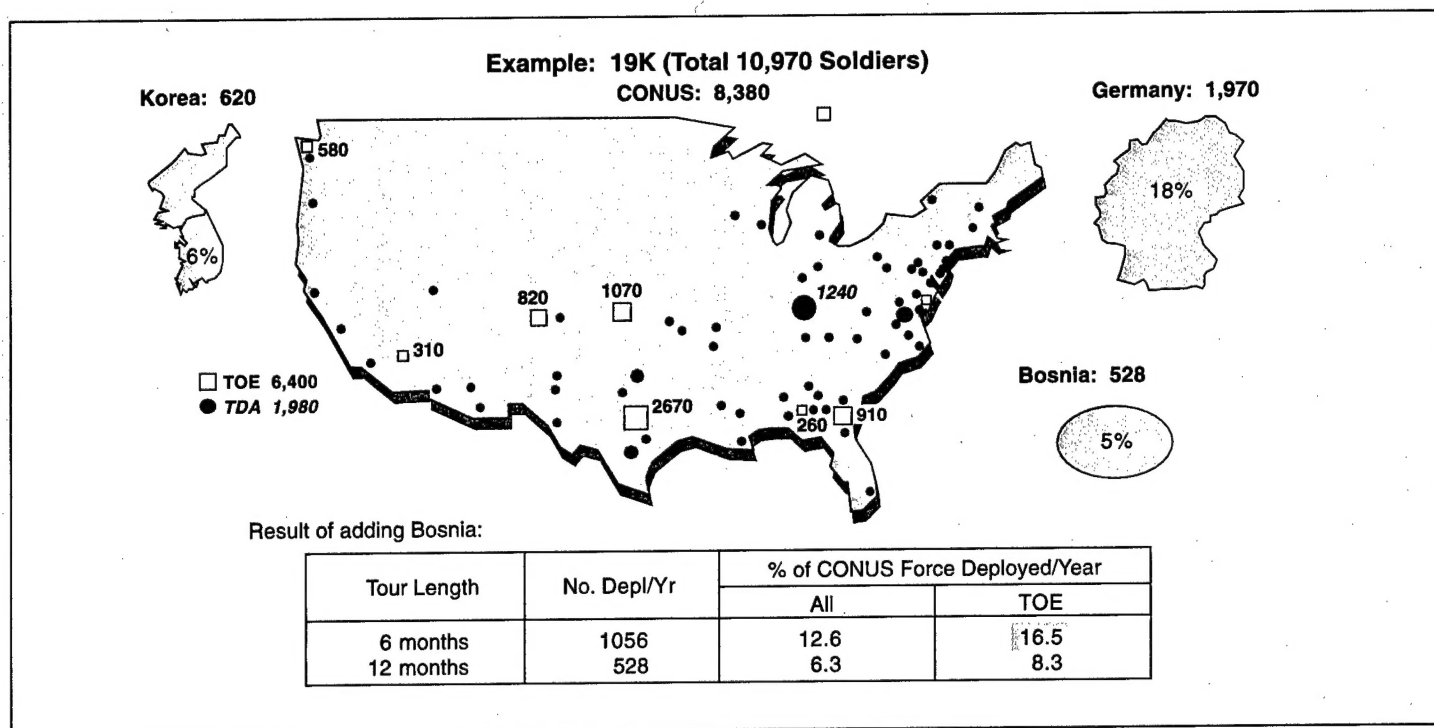 Example: 19K (Total 10,970 Soldiers)
Korea: 620
CONUS: 8,380
Germany: 1,970
580
18%
6%
820
1070
1240
310
TOE 6,400
TDA 1,980
2670
260
910
Bosnia: 528
5%
Result of adding Bosnia:
Tour Length No. Depl/Yr % of CONUS Force Deployed/Year
All TOE
6 months 1056 12.6 16.5
12 months 528 6.3 8.3